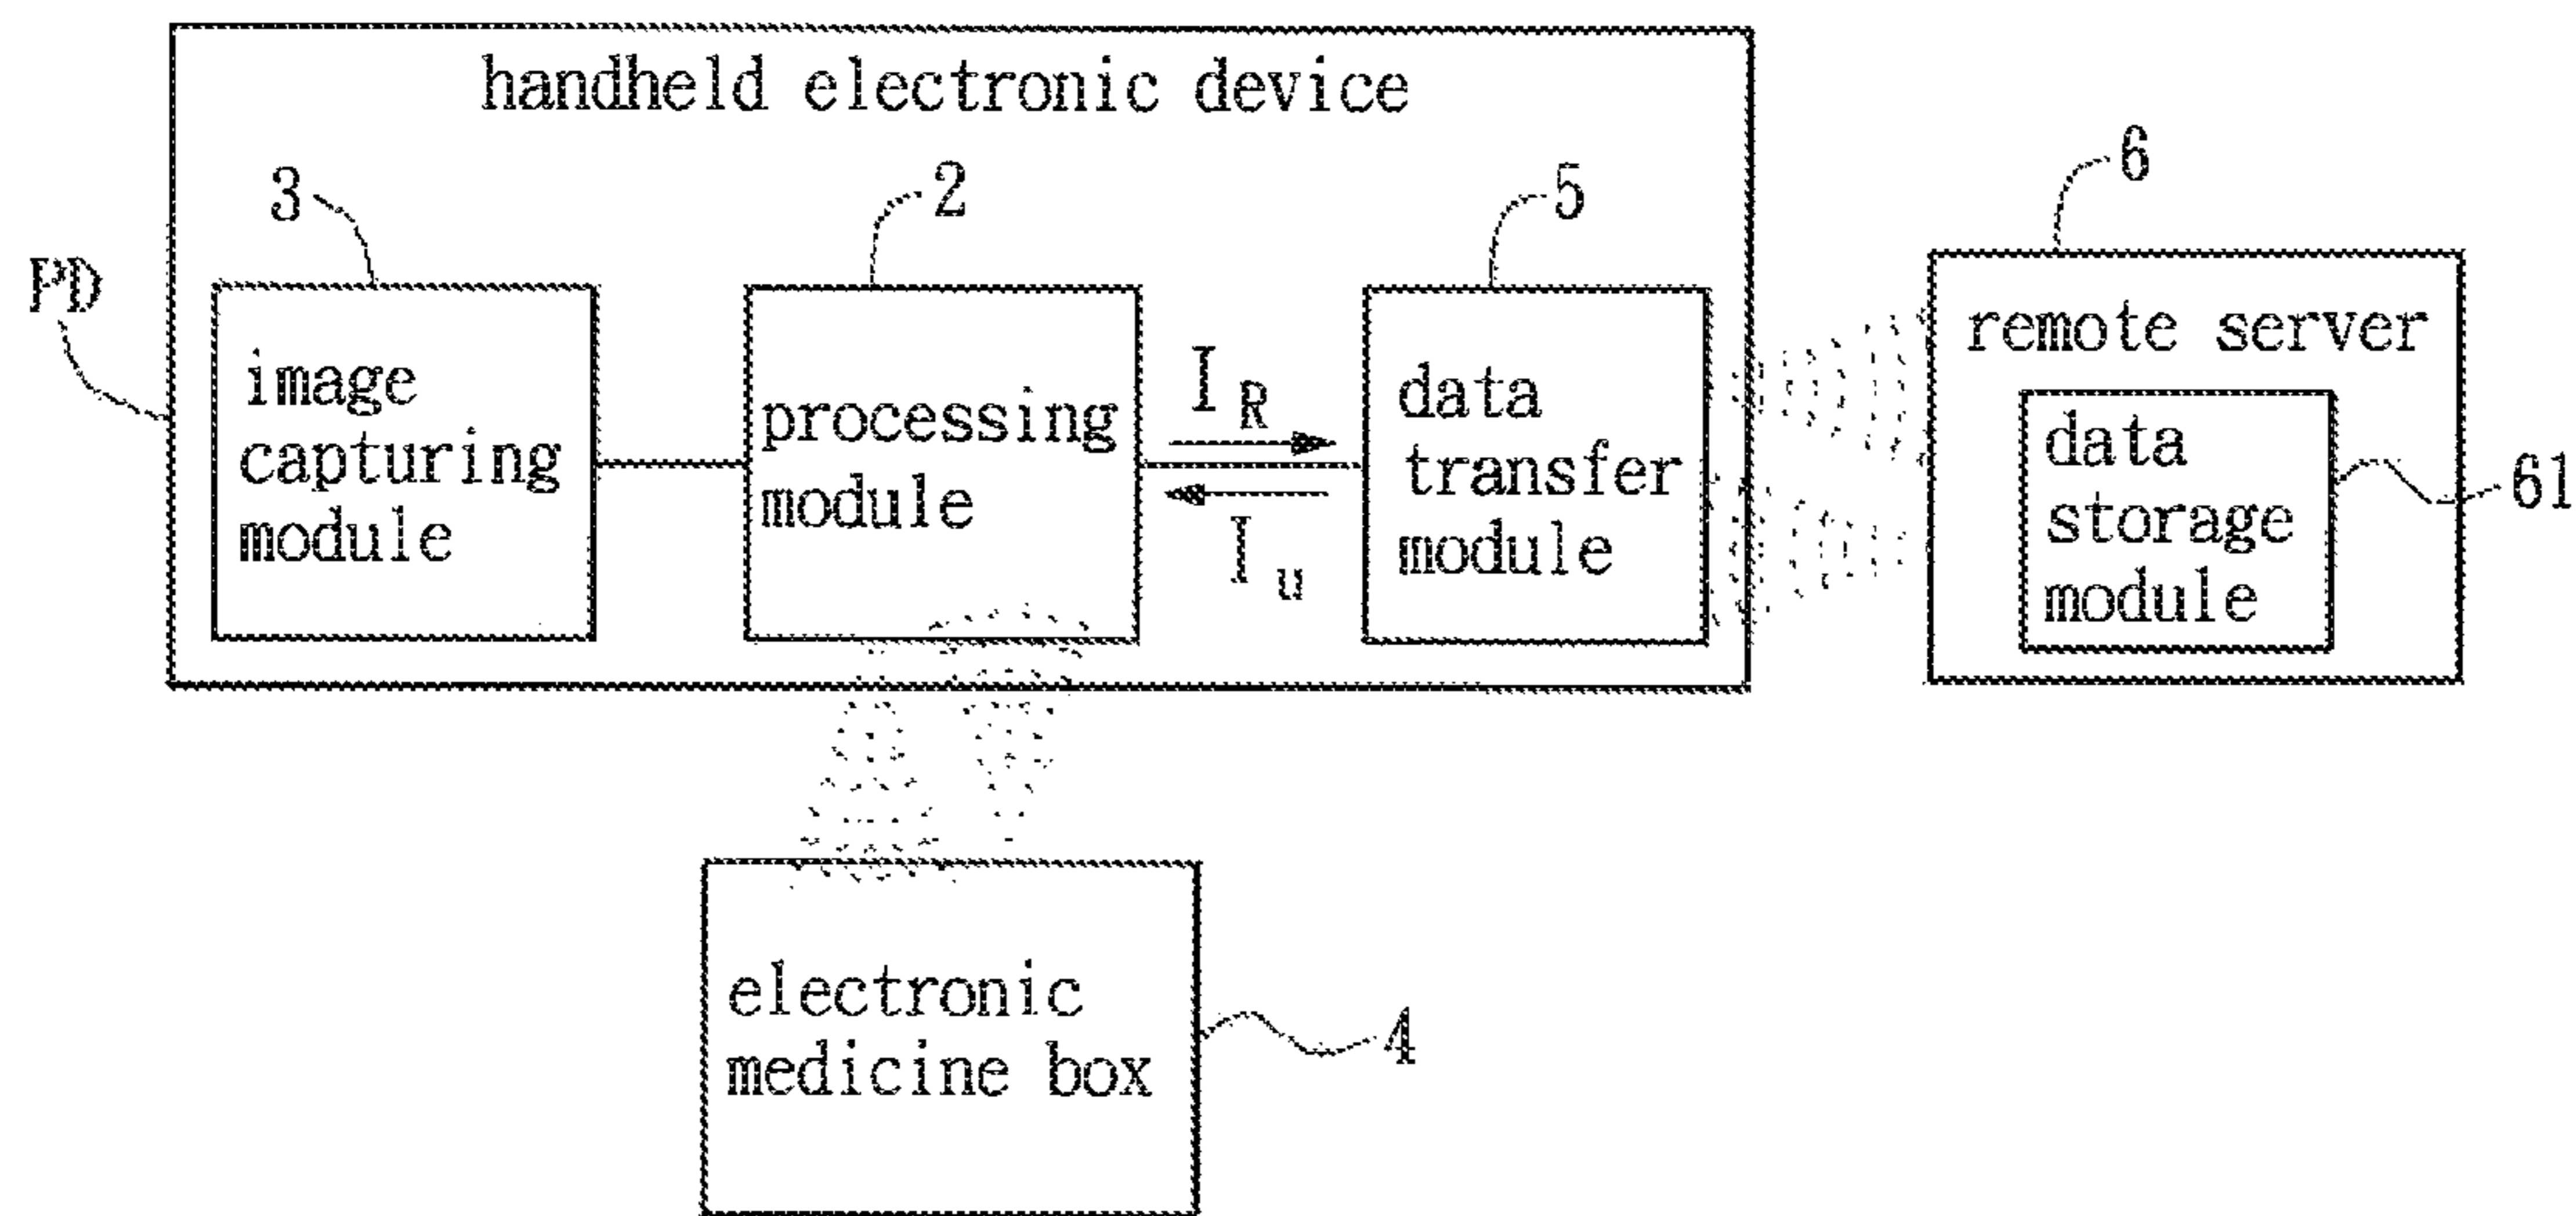 handheld electronic device
3
2
5
6
PD
image
capturing
module
processing
module
I R
I u
data
transfer
module
remote server
data
storage
module
61
electronic
medicine box
4